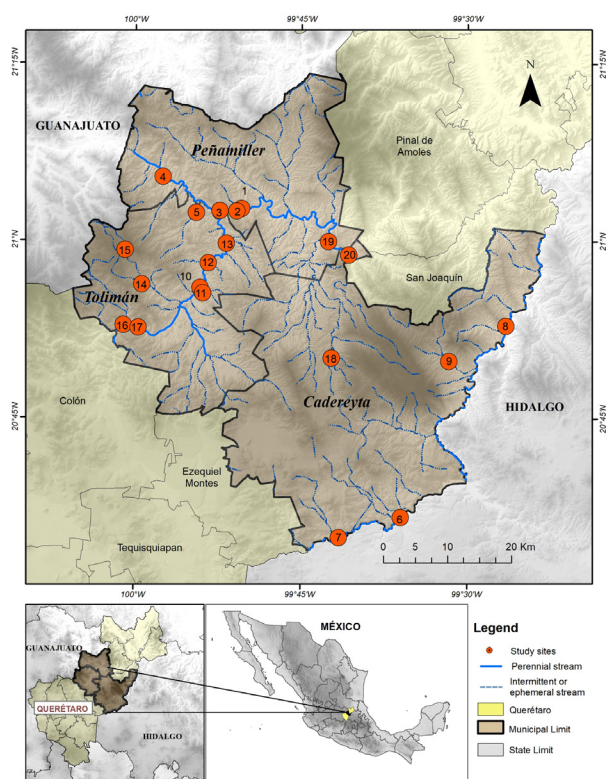 100°W
99°45'W
99°30'W
21°15'N
21°15'N
N
GUANAJUATO
Peñamiller
Pinal de
Amoles
4
1
5
3
2
13
19
21°N
21°N
15
12
20
San Joaquín
10
14
11
Tolimán
16
17
8
18
9
Cadereyta
HIDALGO
Colón
20°45'N
20°45'N
Ezequiel
Montes
6
7
Tequisquiapan
0 5 10 20 Km
100°W
99°45'W
99°30'W
GUANAJUATO
QUERÉTARO
HIDALGO
MÉXICO
Legend
Study sites
Perennial stream
Intermittent or
ephemeral stream
Querétaro
Municipal Limit
State Limit